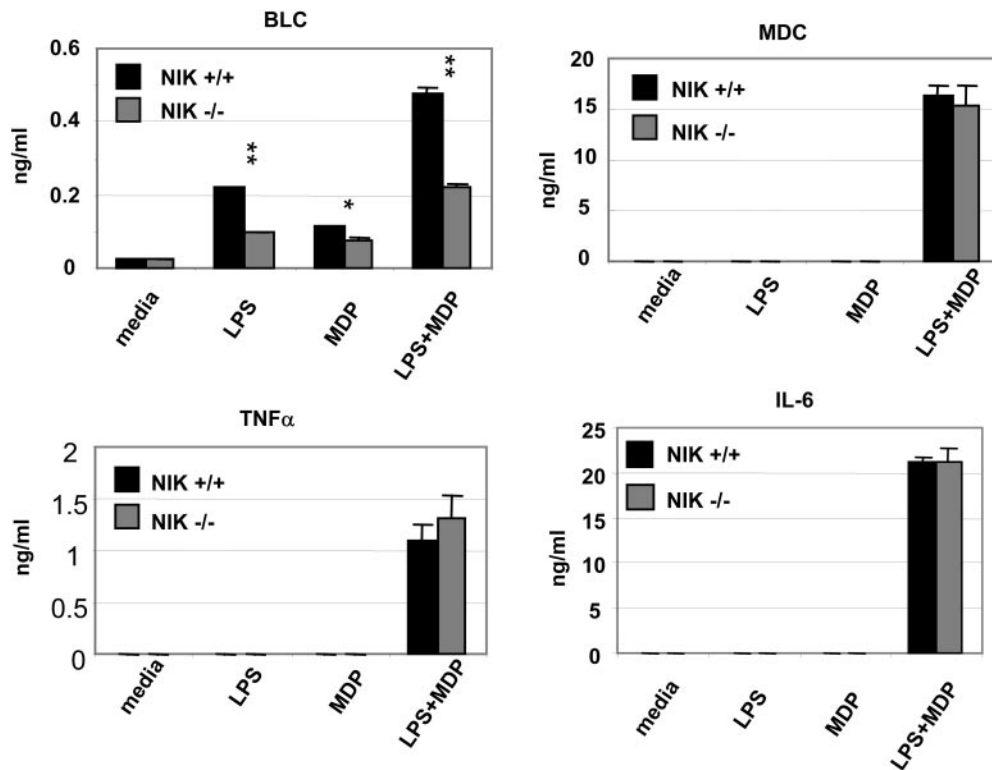 BLC
0.6
0.4
0.2
0
ng/ml
NIK +/+
NIK -/-
**
*
**
media
LPS
MDP
LPS+MDP
MDC
20
15
10
5
0
ng/ml
NIK +/+
NIK -/-
media
LPS
MDP
LPS+MDP
TNFα
2
1.5
1
0.5
0
ng/ml
NIK +/+
NIK -/-
media
LPS
MDP
LPS+MDP
IL-6
25
20
15
10
5
0
ng/ml
NIK +/+
NIK -/-
media
LPS
MDP
LPS+MDP